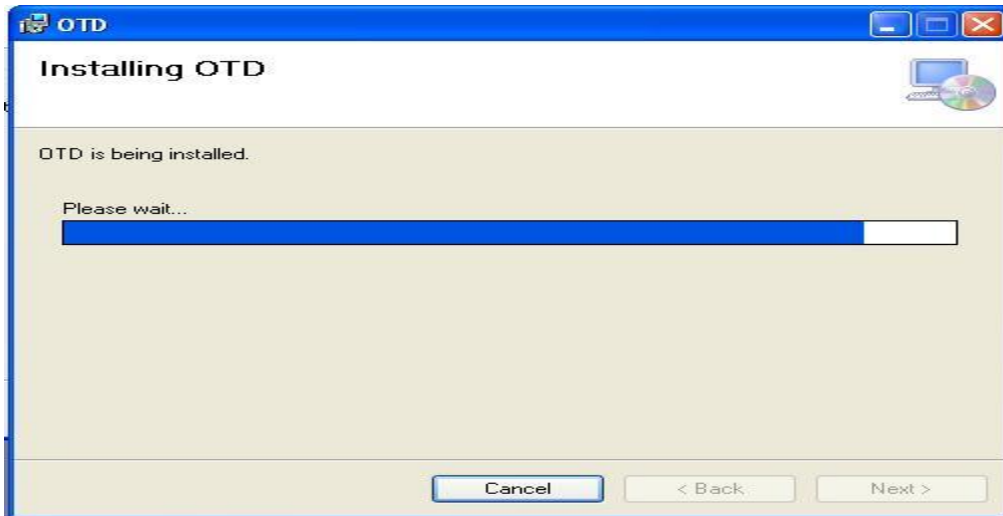 OTD
Installing OTD
OTD is being installed.
Please wait...
Cancel
< Back
Next >